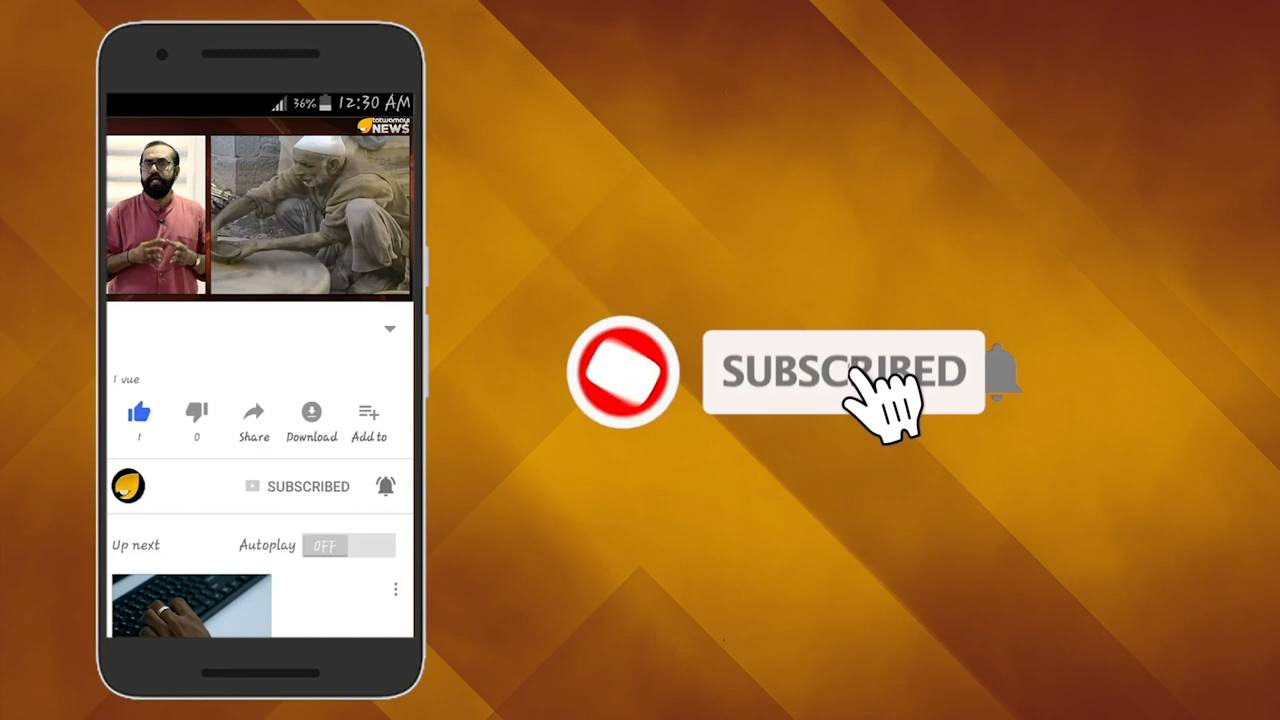 36% 12:30 AM
tatwamayi
NEWS
1 vue
1
0
Share
Download
Add to
SUBSCRIBED
Up next
Autoplay
OFF
SUBSCRIBED